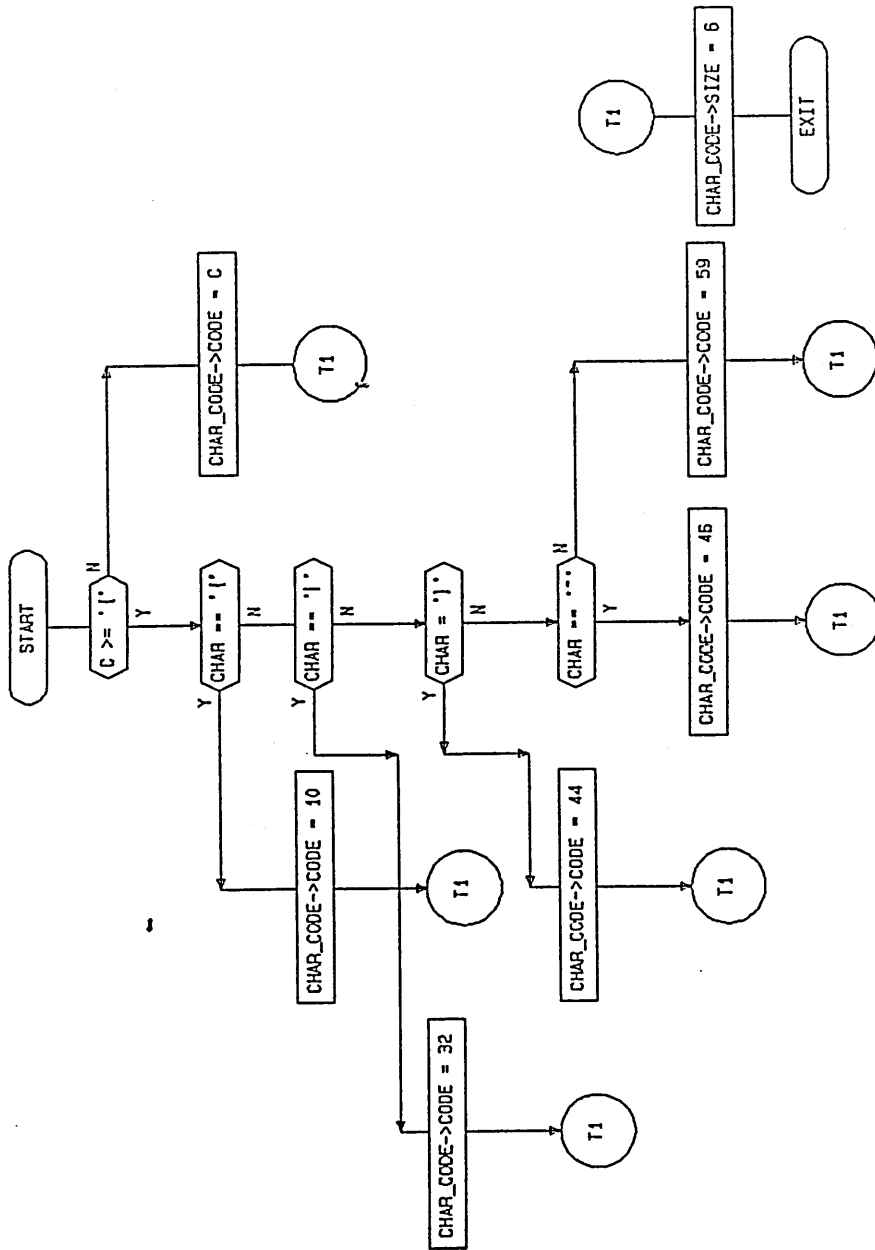 START
C >= '{'
N
Y
CHAR_CODE->CODE = C
T1
CHAR == '{'
Y
N
CHAR_CODE->CODE = 10
T1
CHAR == '|'
Y
N
CHAR_CODE->CODE = 32
T1
CHAR = '}'
Y
N
CHAR_CODE->CODE = 44
T1
CHAR == '~'
N
Y
CHAR_CODE->CODE = 59
T1
CHAR_CODE->CODE = 46
T1
T1
CHAR_CODE->SIZE = 6
EXIT